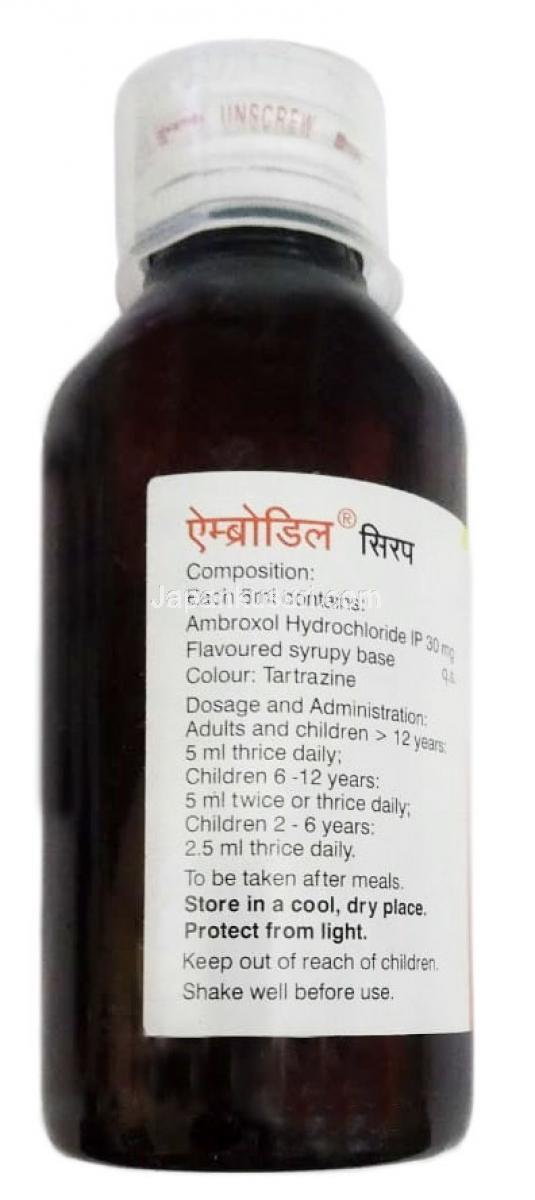 UNSCREW
ऐम्ब्रोडिल® सिरप
Composition:
Each 5ml contains:
Ambroxol Hydrochloride IP 30 mg
Flavoured syrupy base q.s.
Colour: Tartrazine
Dosage and Administration:
Adults and children > 12 years:
5 ml thrice daily;
Children 6 -12 years:
5 ml twice or thrice daily;
Children 2 - 6 years:
2.5 ml thrice daily.
To be taken after meals.
Store in a cool, dry place.
Protect from light.
Keep out of reach of children.
Shake well before use.